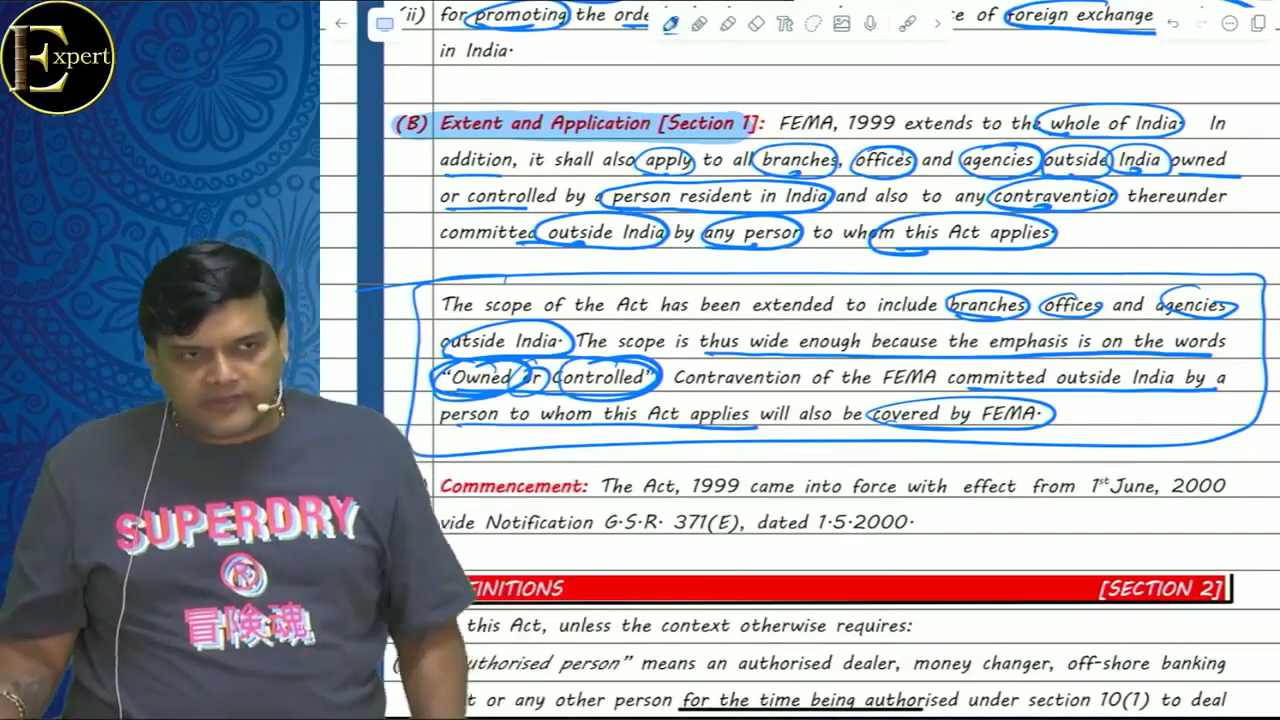 Expert
(ii) for promoting the of foreign exchange
in India.
(B) Extent and Application [Section 1]: FEMA, 1999 extends to the whole of India. In
addition, it shall also apply to all branches, offices and agencies outside India owned
or controlled by a person resident in India and also to any contravention thereunder
committed outside India by any person to whom this Act applies.
The scope of the Act has been extended to include branches offices and agencies
outside India. The scope is thus wide enough because the emphasis is on the words
"Owned or Controlled" Contravention of the FEMA committed outside India by a
person to whom this Act applies will also be covered by FEMA.
Commencement: The Act, 1999 came into force with effect from 1st June, 2000
vide Notification G.S.R. 371(E), dated 1.5.2000.
[SECTION 2]
this Act, unless the context otherwise requires:
means an authorised dealer, money changer, off-shore banking
or any other person for the time being authorised under section 10(1) to deal
SUPERDRY
冒険魂